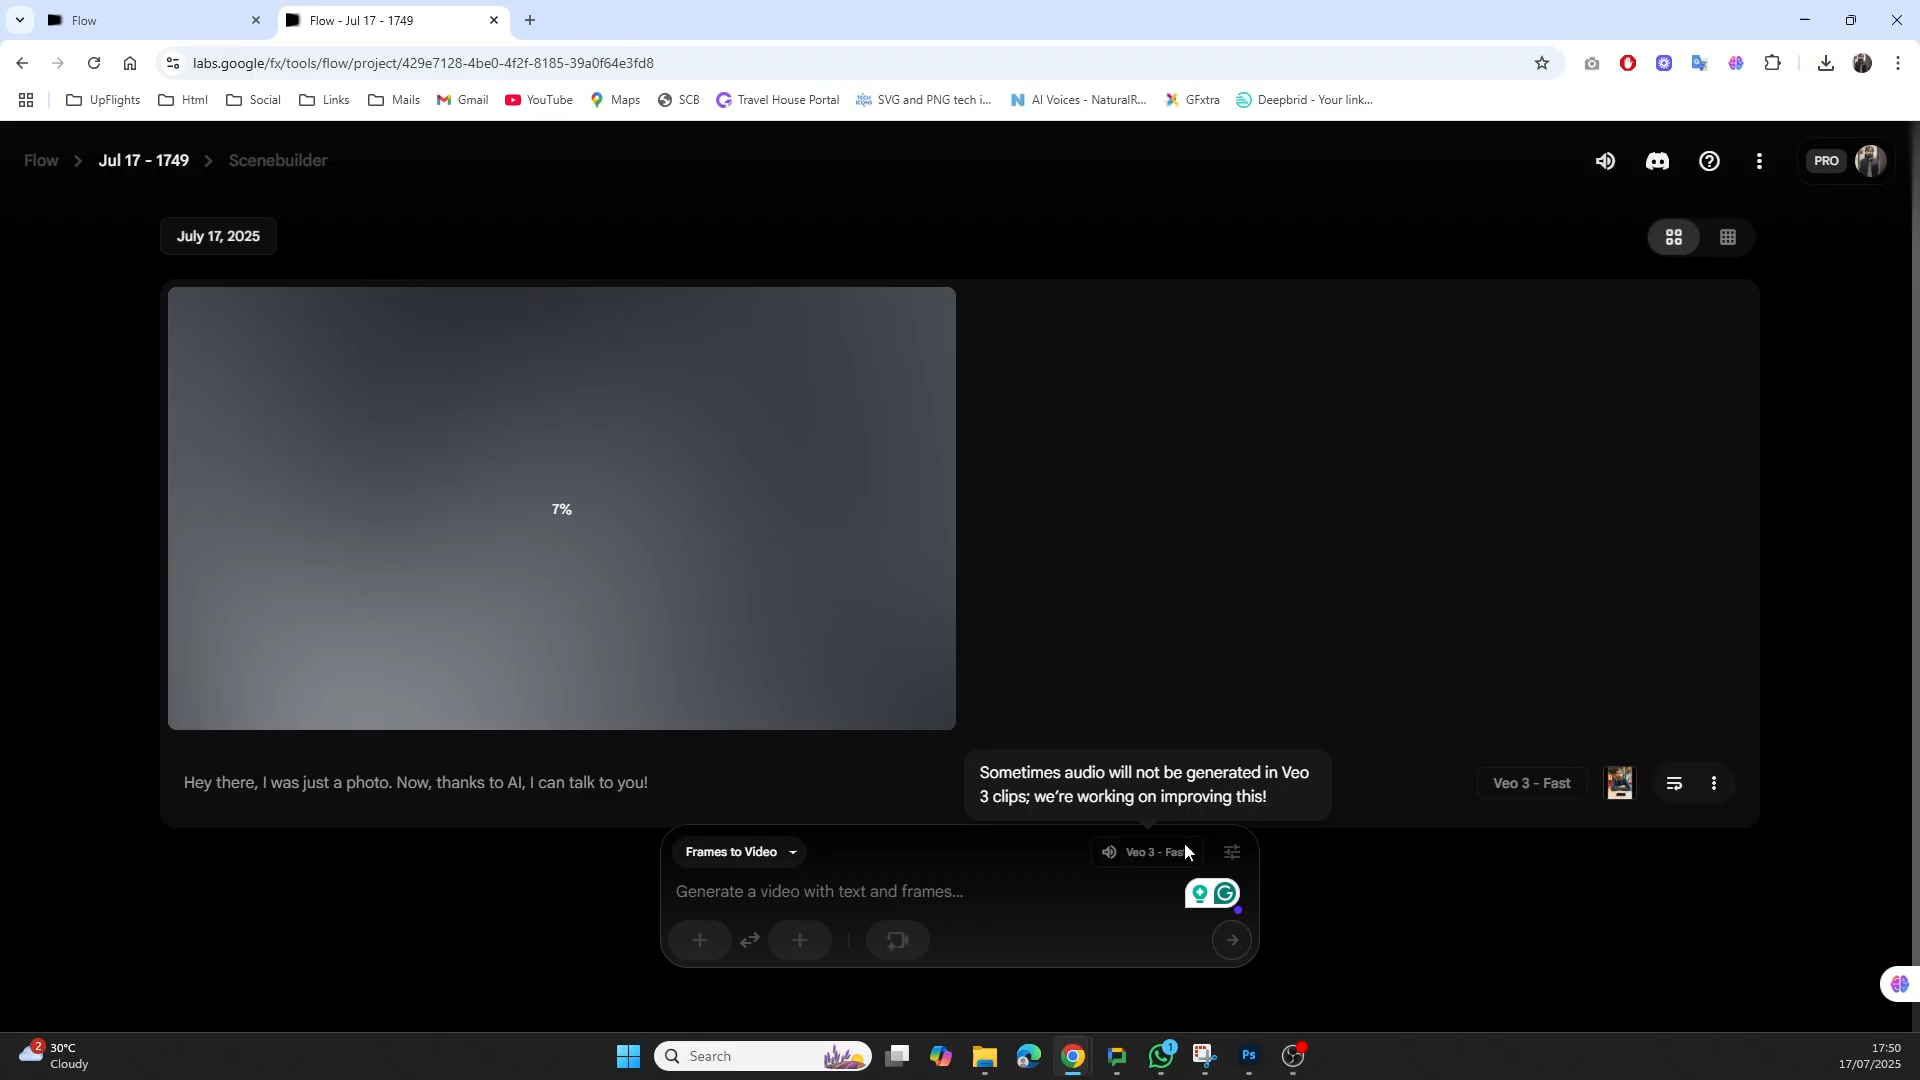 Flow
Flow - Jul 17 - 1749
labs.google/fx/tools/flow/project/429e7128-4be0-4f2f-8185-39a0f64e3fd8
UpFlights
Html
Social
Links
Mails
Gmail
YouTube
Maps
SCB
Travel House Portal
SVG and PNG tech i...
AI Voices - NaturalR...
GFxtra
Deepbrid - Your link...
Flow
Jul 17 - 1749
Scenebuilder
PRO
July 17, 2025
7%
Hey there, I was just a photo. Now, thanks to AI, I can talk to you!
Sometimes audio will not be generated in Veo
3 clips; we're working on improving this!
Veo 3 - Fast
Frames to Video
Veo 3 - Fast
Generate a video with text and frames...
2
30°C
Cloudy
Search
1
Ps
17:50
17/07/2025